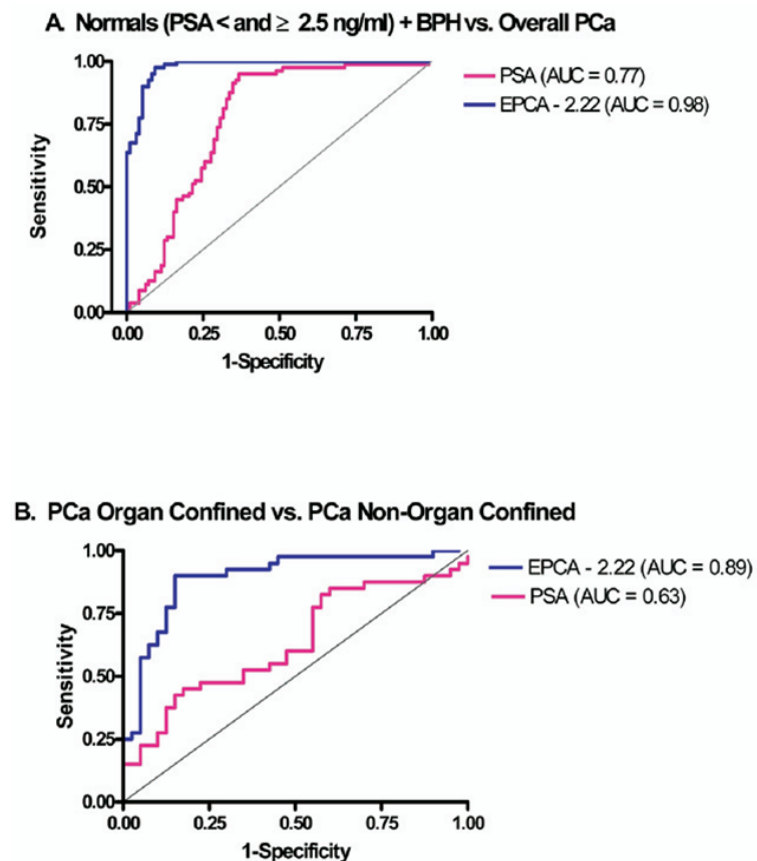 A. Normals (PSA < and ≥ 2.5 ng/ml) + BPH vs. Overall PCa
1.00
0.75
0.50
0.25
0.00
Sensitivity
0.00 0.25 0.50 0.75 1.00
1-Specificity
PSA (AUC = 0.77)
EPCA - 2.22 (AUC = 0.98)
B. PCa Organ Confined vs. PCa Non-Organ Confined
1.00
0.75
0.50
0.25
0.00
Sensitivity
0.00 0.25 0.50 0.75 1.00
1-Specificity
EPCA - 2.22 (AUC = 0.89)
PSA (AUC = 0.63)